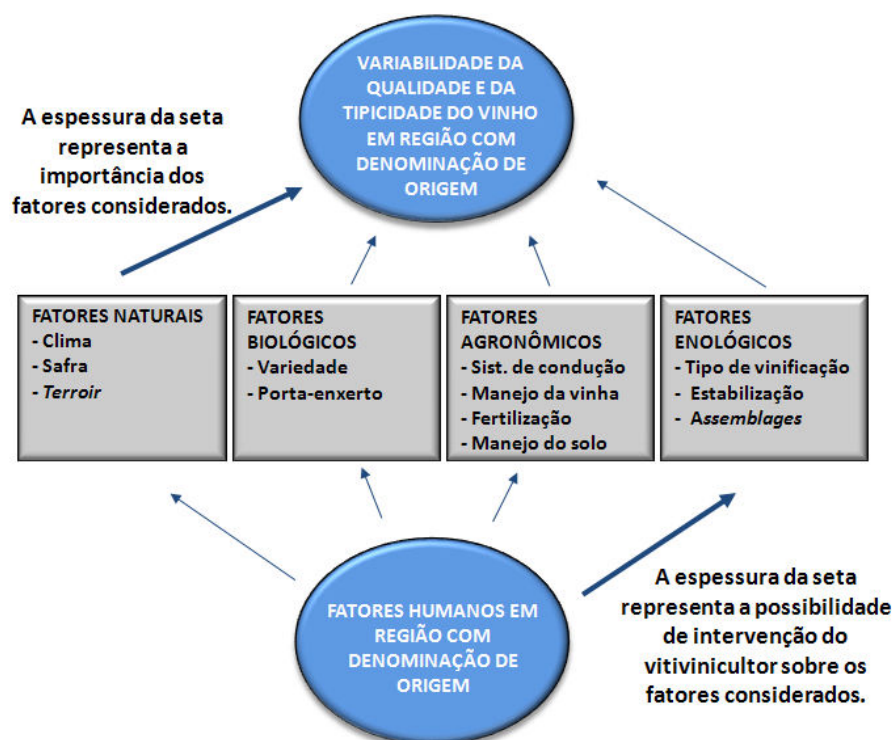 VARIABILIDADE DA
QUALIDADE E DA
TIPICIDADE DO VINHO
EM REGIÃO COM
DENOMINAÇÃO DE
ORIGEM
A espessura da seta
representa a
importância dos
fatores considerados.
FATORES NATURAIS
- Clima
- Safra
- Terroir
FATORES
BIOLÓGICOS
- Variedade
- Porta-enxerto
FATORES
AGRONÔMICOS
- Sist. de condução
- Manejo da vinha
- Fertilização
- Manejo do solo
FATORES
ENOLÓGICOS
- Tipo de vinificação
- Estabilização
- Assemblages
FATORES HUMANOS EM
REGIÃO COM
DENOMINAÇÃO DE
ORIGEM
A espessura da seta
representa a possibilidade
de intervenção do
vitivinicultor sobre os
fatores considerados.